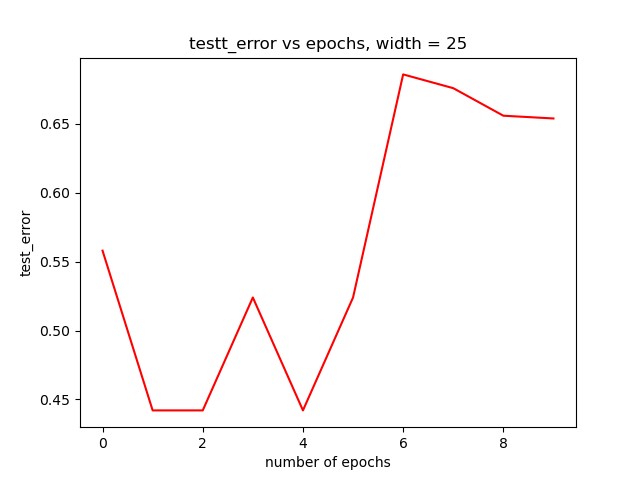 testt_error vs epochs, width = 25
test_error
0.65
0.60
0.55
0.50
0.45
0 2 4 6 8
number of epochs